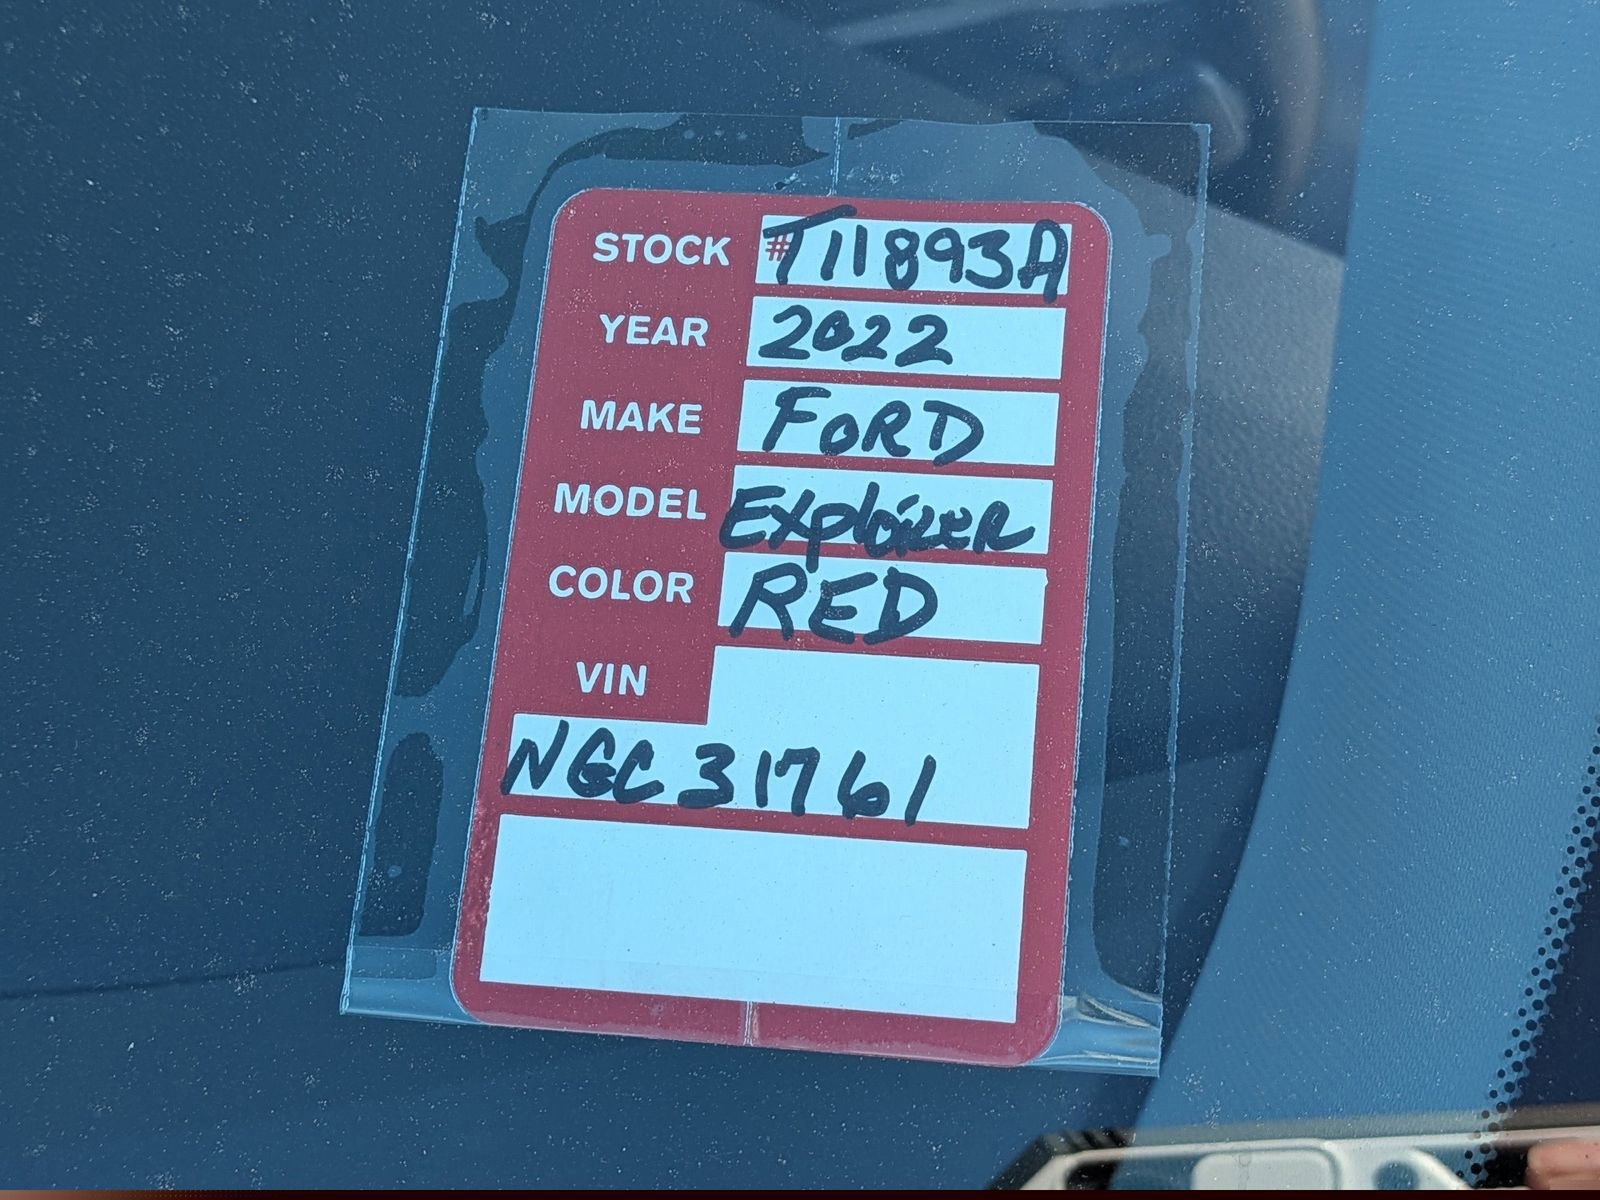 STOCK #T11893A
YEAR 2022
MAKE FORD
MODEL Explorer
COLOR RED
VIN
NGC31761